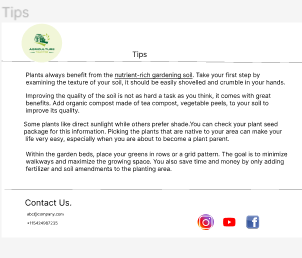 Tips
AGRICULTURE
Tips
Plants always benefit from the nutrient-rich gardening soil. Take your first step by
examining the texture of your soil, it should be easily shovelled and crumble in your hands.
Improving the quality of the soil is not as hard a task as you think, it comes with great
benefits. Add organic compost made of tea compost, vegetable peels, to your soil to
improve its quality.
Some plants like direct sunlight while others prefer shade.You can check your plant seed
package for this information. Picking the plants that are native to your area can make your
life very easy, especially when you are about to become a plant parent.
Within the garden beds, place your greens in rows or a grid pattern. The goal is to minimize
walkways and maximize the growing space. You also save time and money by only adding
fertilizer and soil amendments to the planting area.
Contact Us.
abc@company.com
+115424987235